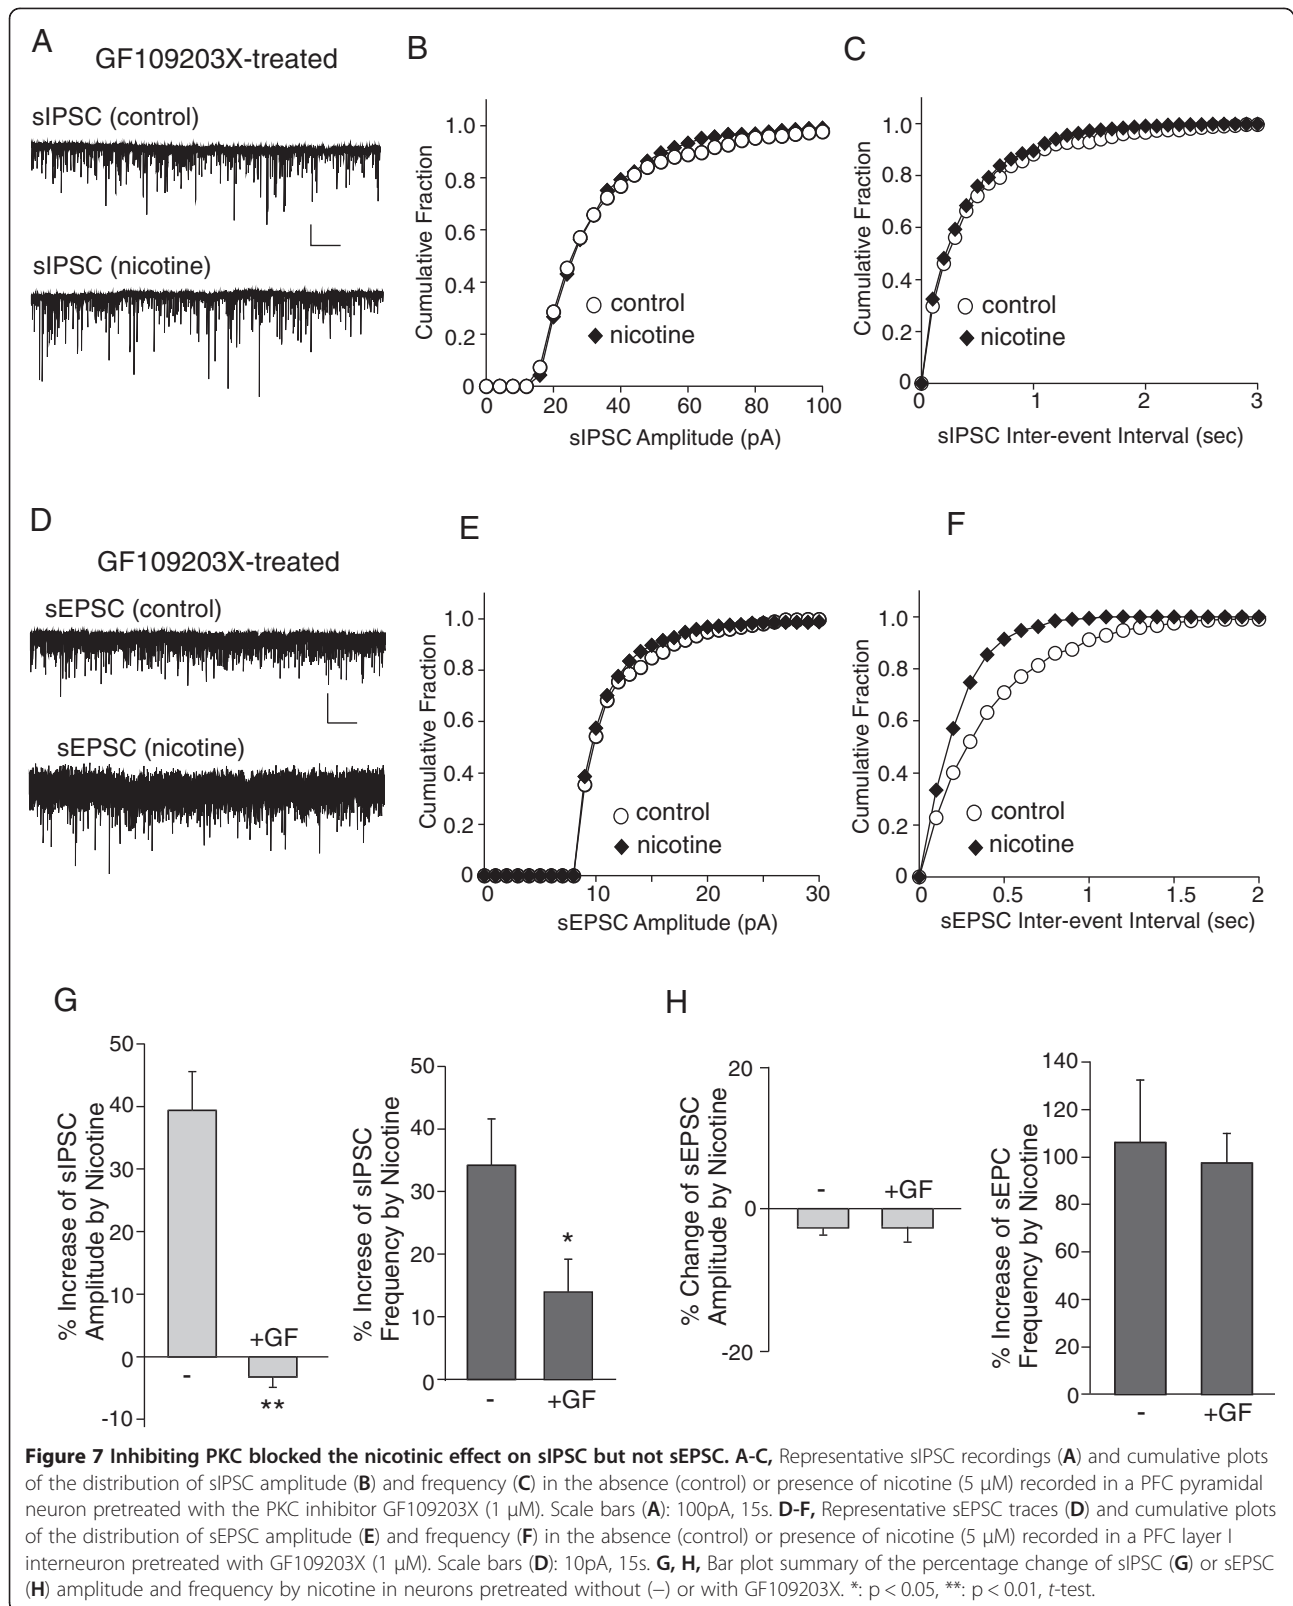 A
GF109203X-treated
sIPSC (control)
sIPSC (nicotine)
B
Cumulative Fraction
1.0
0.8
0.6
0.4
0.2
0
control
nicotine
0 20 40 60 80 100
sIPSC Amplitude (pA)
C
Cumulative Fraction
1.0
0.8
0.6
0.4
0.2
0
control
nicotine
0 1 2 3
sIPSC Inter-event Interval (sec)
D
GF109203X-treated
sEPSC (control)
sEPSC (nicotine)
E
Cumulative Fraction
1.0
0.8
0.6
0.4
0.2
0
control
nicotine
0 10 20 30
sEPSC Amplitude (pA)
F
Cumulative Fraction
1.0
0.8
0.6
0.4
0.2
0
control
nicotine
0 0.5 1 1.5 2
sEPSC Inter-event Interval (sec)
G
% Increase of sIPSC
Amplitude by Nicotine
50
40
30
20
10
0
-10
+GF
-
**
% Increse of sIPSC
Frequency by Nicotine
50
40
30
20
10
0
*
- +GF
H
% Change of sEPSC
Amplitude by Nicotine
20
0
-20
- +GF
% Increase of sEPC
Frequency by Nicotine
140
120
100
80
60
40
20
0
- +GF
Figure 7 Inhibiting PKC blocked the nicotinic effect on sIPSC but not sEPSC. A-C, Representative sIPSC recordings (A) and cumulative plots
of the distribution of sIPSC amplitude (B) and frequency (C) in the absence (control) or presence of nicotine (5 μM) recorded in a PFC pyramidal
neuron pretreated with the PKC inhibitor GF109203X (1 μM). Scale bars (A): 100pA, 15s. D-F, Representative sEPSC traces (D) and cumulative plots
of the distribution of sEPSC amplitude (E) and frequency (F) in the absence (control) or presence of nicotine (5 μM) recorded in a PFC layer I
interneuron pretreated with GF109203X (1 μM). Scale bars (D): 10pA, 15s. G, H, Bar plot summary of the percentage change of sIPSC (G) or sEPSC
(H) amplitude and frequency by nicotine in neurons pretreated without (−) or with GF109203X. *: p < 0.05, **: p < 0.01, t-test.